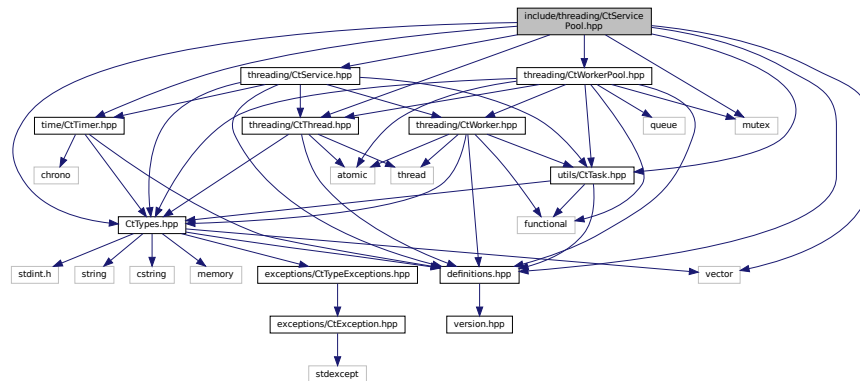 include/threading/CtService
Pool.hpp
threading/CtService.hpp
threading/CtWorkerPool.hpp
time/CtTimer.hpp
threading/CtThread.hpp
threading/CtWorker.hpp
queue
mutex
chrono
atomic
thread
utils/CtTask.hpp
CtTypes.hpp
functional
stdint.h
string
cstring
memory
exceptions/CtTypeExceptions.hpp
definitions.hpp
vector
exceptions/CtException.hpp
version.hpp
stdexcept